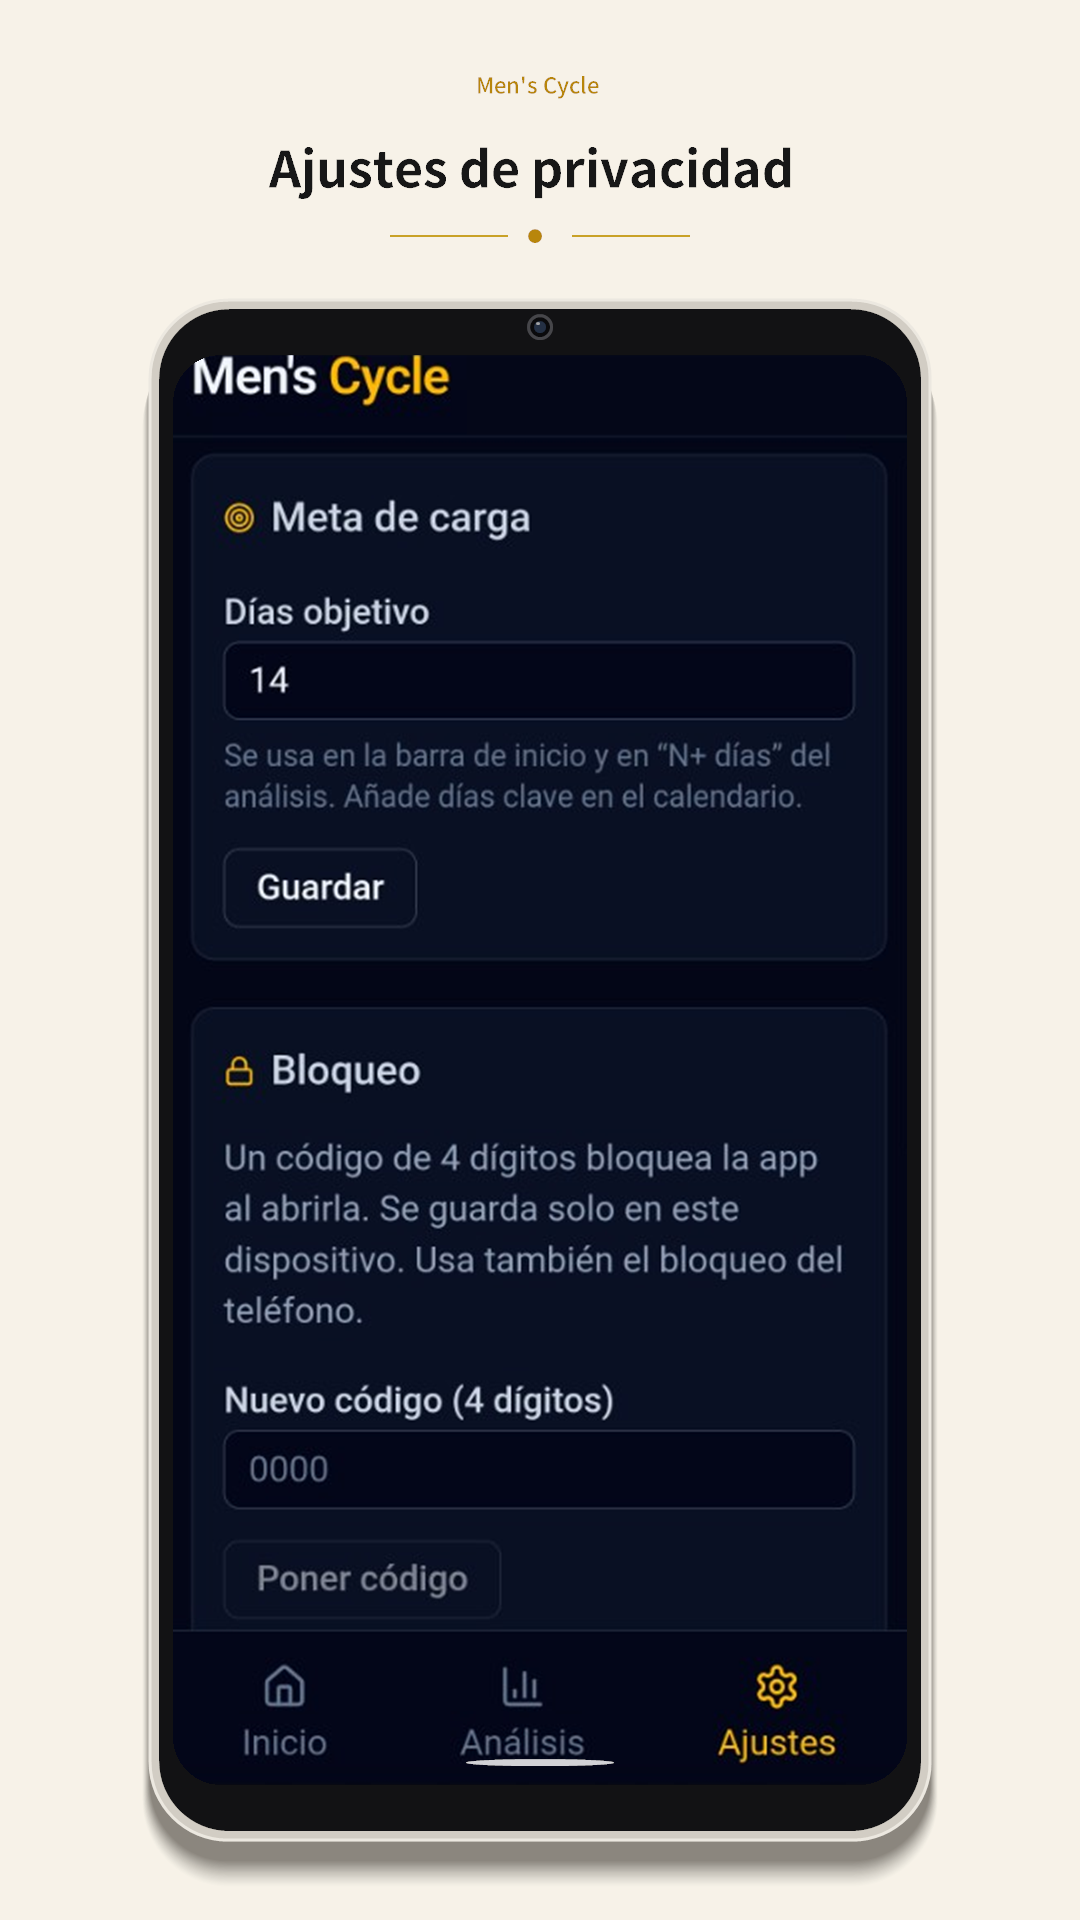 Men's Cycle
Ajustes de privacidad
Men's Cycle
Meta de carga
Días objetivo
14
Se usa en la barra de inicio y en “N+ días” del
análisis. Añade días clave en el calendario.
Guardar
Bloqueo
Un código de 4 dígitos bloquea la app
al abrirla. Se guarda solo en este
dispositivo. Usa también el bloqueo del
teléfono.
Nuevo código (4 dígitos)
0000
Poner código
Inicio
Análisis
Ajustes